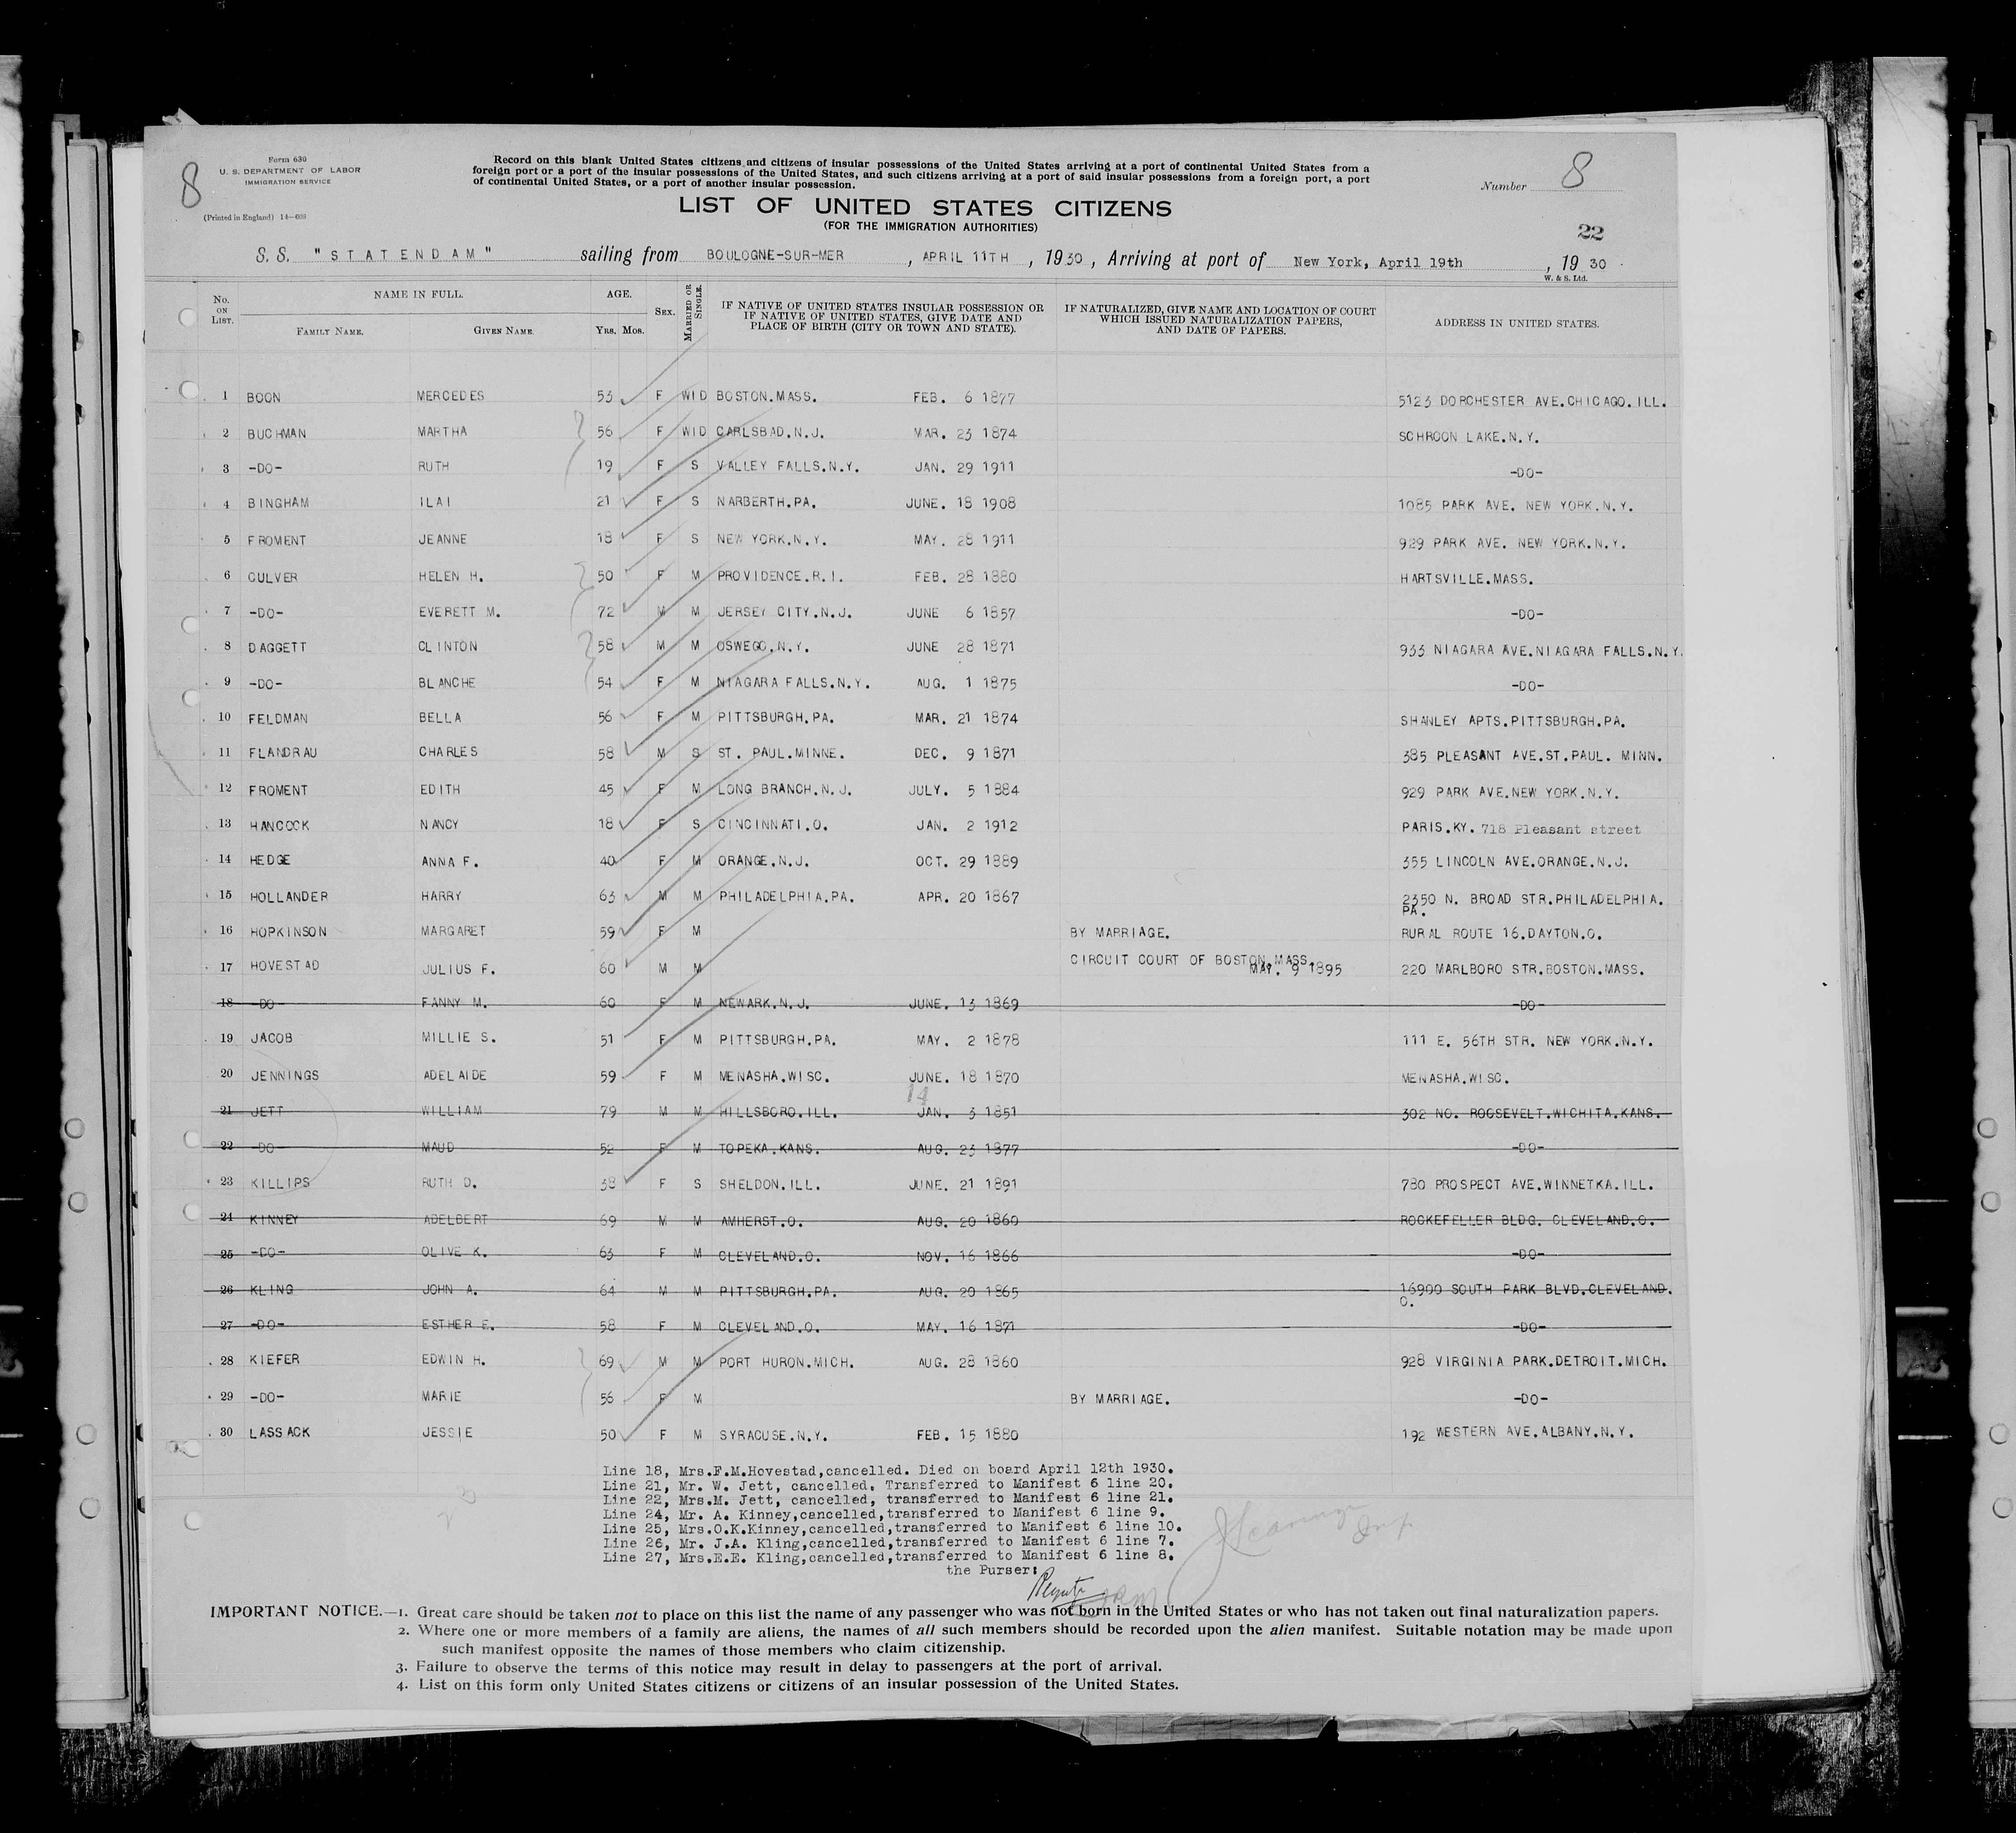 8
Form 630
U. S. DEPARTMENT OF LABOR
IMMIGRATION SERVICE
(Printed in England) 14—609
Record on this blank United States citizens and citizens of insular possessions of the United States arriving at a port of continental United States from a
foreign port or a port of the insular possessions of the United States, and such citizens arriving at a port of said insular possessions from a foreign port, a port
of continental United States, or a port of another insular possession.
Number 8
LIST OF UNITED STATES CITIZENS
(FOR THE IMMIGRATION AUTHORITIES)
22
S. S. "STATENDAM" sailing from BOULOGNE-SUR-MER, APRIL 11TH, 1930, Arriving at port of New York, April 19th, 1930
W. & S. Ltd.
No. ON LIST. NAME IN FULL. FAMILY NAME. GIVEN NAME. AGE. YRS. MOS. SEX. MARRIED OR SINGLE. IF NATIVE OF UNITED STATES INSULAR POSSESSION OR IF NATIVE OF UNITED STATES, GIVE DATE AND PLACE OF BIRTH (CITY OR TOWN AND STATE). IF NATURALIZED, GIVE NAME AND LOCATION OF COURT WHICH ISSUED NATURALIZATION PAPERS, AND DATE OF PAPERS. ADDRESS IN UNITED STATES.
1 BOON MERCEDES 53 F WID BOSTON.MASS. FEB. 6 1877 5123 DORCHESTER AVE.CHICAGO.ILL.
2 BUCHMAN MARTHA 56 F WID CARLSBAD.N.J. MAR. 23 1874 SCHROON LAKE.N.Y.
3 -DO- RUTH 19 F S VALLEY FALLS.N.Y. JAN. 29 1911 -DO-
4 BINGHAM ILAI 21 F S NARBERTH.PA. JUNE. 18 1908 1085 PARK AVE. NEW YORK.N.Y.
5 FROMENT JEANNE 18 F S NEW YORK.N.Y. MAY. 28 1911 929 PARK AVE. NEW YORK.N.Y.
6 CULVER HELEN H. 50 F M PROVIDENCE.R.I. FEB. 28 1880 HARTSVILLE.MASS.
7 -DO- EVERETT M. 72 M M JERSEY CITY.N.J. JUNE 6 1857 -DO-
8 DAGGETT CLINTON 58 M M OSWEGO.N.Y. JUNE 28 1871 933 NIAGARA AVE.NIAGARA FALLS.N.Y.
9 -DO- BLANCHE 54 F M NIAGARA FALLS.N.Y. AUG. 1 1875 -DO-
10 FELDMAN BELLA 56 F M PITTSBURGH.PA. MAR. 21 1874 SHANLEY APTS.PITTSBURGH.PA.
11 FLANDRAU CHARLES 58 M S ST. PAUL.MINNE. DEC. 9 1871 385 PLEASANT AVE.ST.PAUL. MINN.
12 FROMENT EDITH 45 F M LONG BRANCH.N.J. JULY. 5 1884 929 PARK AVE.NEW YORK.N.Y.
13 HANCOCK NANCY 18 F S CINCINNATI.O. JAN. 2 1912 PARIS.KY. 718 Pleasant street
14 HEDGE ANNA F. 40 F M ORANGE.N.J. OCT. 29 1889 355 LINCOLN AVE.ORANGE.N.J.
15 HOLLANDER HARRY 63 M M PHILADELPHIA.PA. APR. 20 1867 2350 N. BROAD STR.PHILADELPHIA.
PA.
16 HOPKINSON MARGARET 59 F M BY MARRIAGE. RURAL ROUTE 16.DAYTON.O.
17 HOVESTAD JULIUS F. 60 M M CIRCUIT COURT OF BOSTON.MASS. MAY. 9 1895 220 MARLBORO STR.BOSTON.MASS.
18 -DO- FANNY M. 60 F M NEWARK.N.J. JUNE. 13 1869 -DO-
19 JACOB MILLIE S. 51 F M PITTSBURGH.PA. MAY. 2 1878 111 E. 56TH STR. NEW YORK.N.Y.
20 JENNINGS ADELAIDE 59 F M MENASHA.WISC. JUNE. 18 1870 MENASHA.WISC.
14
21 JETT WILLIAM 79 M M HILLSBORO.ILL. JAN. 3 1851 302 NO. ROOSEVELT.WICHITA.KANS.
22 -DO- MAUD 52 F M TOPEKA.KANS. AUG. 23 1877 -DO-
23 KILLIPS RUTH D. 38 F S SHELDON.ILL. JUNE. 21 1891 780 PROSPECT AVE.WINNETKA.ILL.
24 KINNEY ADELBERT 69 M M AMHERST.O. AUG. 20 1860 ROCKEFELLER BLDG. CLEVELAND.O.
25 -DO- OLIVE K. 63 F M CLEVELAND.O. NOV. 16 1866 -DO-
26 KLING JOHN A. 64 M M PITTSBURGH.PA. AUG. 20 1865 16900 SOUTH PARK BLVD.CLEVELAND.
O.
27 -DO- ESTHER E. 58 F M CLEVELAND.O. MAY. 16 1871 -DO-
28 KIEFER EDWIN H. 69 M M PORT HURON.MICH. AUG. 28 1860 928 VIRGINIA PARK.DETROIT.MICH.
29 -DO- MARIE 56 F M BY MARRIAGE. -DO-
30 LASSACK JESSIE 50 F M SYRACUSE.N.Y. FEB. 15 1880 192 WESTERN AVE.ALBANY.N.Y.
Line 18, Mrs.F.M.Hovestad,cancelled. Died on board April 12th 1930.
Line 21, Mr. W. Jett, cancelled. Transferred to Manifest 6 line 20.
Line 22, Mrs.M. Jett, cancelled, transferred to Manifest 6 line 21.
Line 24, Mr. A. Kinney,cancelled,transferred to Manifest 6 line 9.
Line 25, Mrs.O.K.Kinney,cancelled,transferred to Manifest 6 line 10.
Line 26, Mr. J.A. Kling,cancelled,transferred to Manifest 6 line 7.
Line 27, Mrs.E.E. Kling,cancelled,transferred to Manifest 6 line 8.
the Purser:
IMPORTANT NOTICE.—1. Great care should be taken not to place on this list the name of any passenger who was not born in the United States or who has not taken out final naturalization papers.
2. Where one or more members of a family are aliens, the names of all such members should be recorded upon the alien manifest. Suitable notation may be made upon
such manifest opposite the names of those members who claim citizenship.
3. Failure to observe the terms of this notice may result in delay to passengers at the port of arrival.
4. List on this form only United States citizens or citizens of an insular possession of the United States.